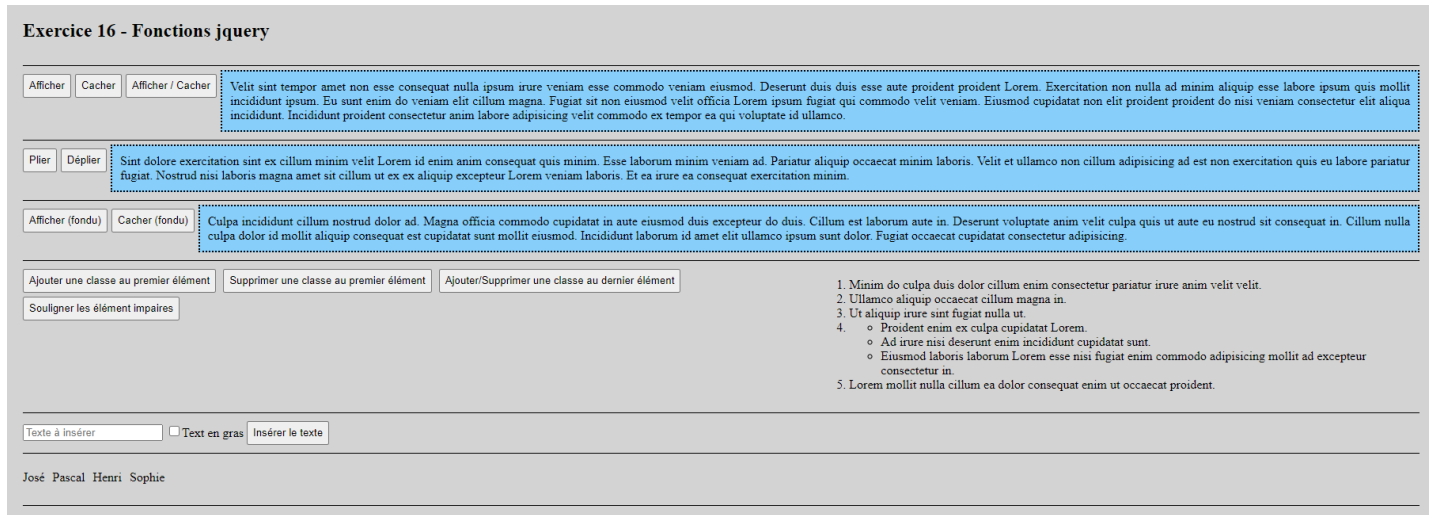 Exercice 16 - Fonctions jquery
Afficher Cacher Afficher / Cacher
Velit sint tempor amet non esse consequat nulla ipsum irure veniam esse commodo veniam eiusmod. Deserunt duis duis esse aute proident proident Lorem. Exercitation non nulla ad minim aliquip esse labore ipsum quis mollit
incididunt ipsum. Eu sunt enim do veniam elit cillum magna. Fugiat sit non eiusmod velit officia Lorem ipsum fugiat qui commodo velit veniam. Eiusmod cupidatat non elit proident proident do nisi veniam consectetur elit aliqua
incididunt. Incididunt proident consectetur anim labore adipisicing velit commodo ex tempor ea qui voluptate id ullamco.
Plier Déplier
Sint dolore exercitation sint ex cillum minim velit Lorem id enim anim consequat quis minim. Esse laborum minim veniam ad. Pariatur aliquip occaecat minim laboris. Velit et ullamco non cillum adipisicing ad est non exercitation quis eu labore pariatur
fugiat. Nostrud nisi laboris magna amet sit cillum ut ex ex aliquip excepteur Lorem veniam laboris. Et ea irure ea consequat exercitation minim.
Afficher (fondu) Cacher (fondu)
Culpa incididunt cillum nostrud dolor ad. Magna officia commodo cupidatat in aute eiusmod duis excepteur do duis. Cillum est laborum aute in. Deserunt voluptate anim velit culpa quis ut aute eu nostrud sit consequat in. Cillum nulla
culpa dolor id mollit aliquip consequat est cupidatat sunt mollit eiusmod. Incididunt laborum id amet elit ullamco ipsum sunt dolor. Fugiat occaecat cupidatat consectetur adipisicing.
Ajouter une classe au premier élément Supprimer une classe au premier élément Ajouter/Supprimer une classe au dernier élément
Souligner les élément impaires
1. Minim do culpa duis dolor cillum enim consectetur pariatur irure anim velit velit.
2. Ullamco aliquip occaecat cillum magna in.
3. Ut aliquip irure sint fugiat nulla ut.
4. ◦ Proident enim ex culpa cupidatat Lorem.
◦ Ad irure nisi deserunt enim incididunt cupidatat sunt.
◦ Eiusmod laboris laborum Lorem esse nisi fugiat enim commodo adipisicing mollit ad excepteur
consectetur in.
5. Lorem mollit nulla cillum ea dolor consequat enim ut occaecat proident.
Texte à insérer Text en gras Insérer le texte
José Pascal Henri Sophie